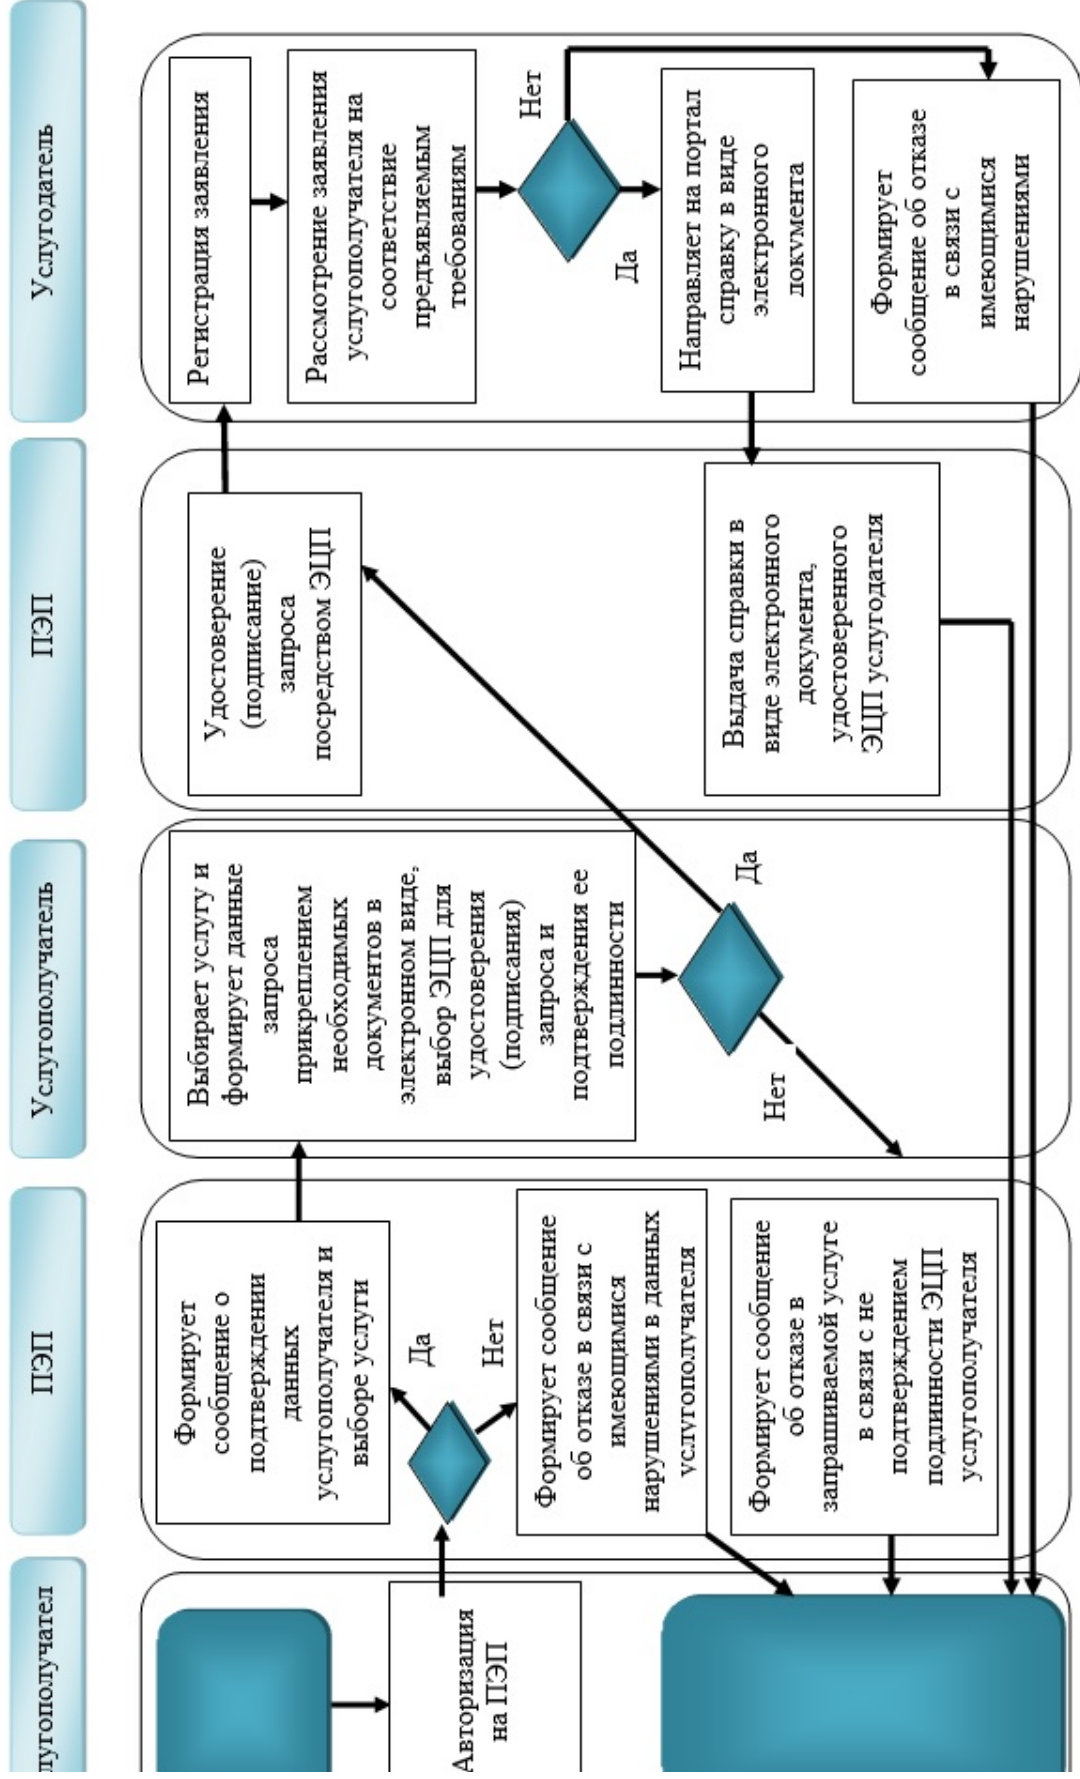 лугополучател
ПЭП
Услугополучатель
ПЭП
Услугодатель
Авторизация
на ПЭП
Формирует
сообщение о
подтверждении
данных
услугополучателя и
выборе услуги
Да
Нет
Формирует сообщение
об отказе в связи с
имеющимися
нарушениями в данных
услугополучателя
Формирует сообщение
об отказе в
запрашиваемой услуге
в связи с не
подтверждением
подлинности ЭЦП
услугополучателя
Выбирает услугу и
формирует данные
запроса
прикреплением
необходимых
документов в
электронном виде,
выбор ЭЦП для
удостоверения
(подписания)
запроса и
подтверждения ее
подлинности
Да
Нет
Удостоверение
(подписание)
запроса
посредством ЭЦП
Выдача справки в
виде электронного
документа,
удостоверенного
ЭЦП услугодателя
Регистрация заявления
Рассмотрение заявления
услугополучателя на
соответствие
предъявляемым
требованиям
Нет
Да
Направляет на портал
справку в виде
электронного
документа
Формирует
сообщение об отказе
в связи с
имеющимися
нарушениями